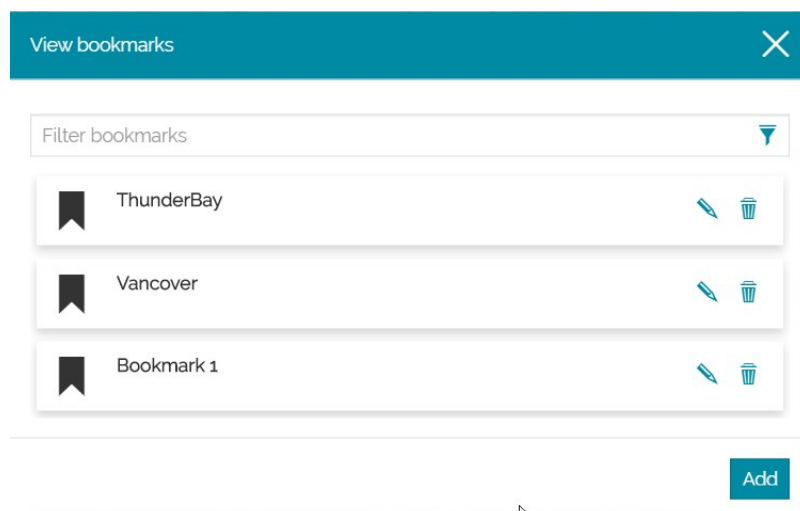 View bookmarks
Filter bookmarks
ThunderBay
Vancover
Bookmark 1
Add